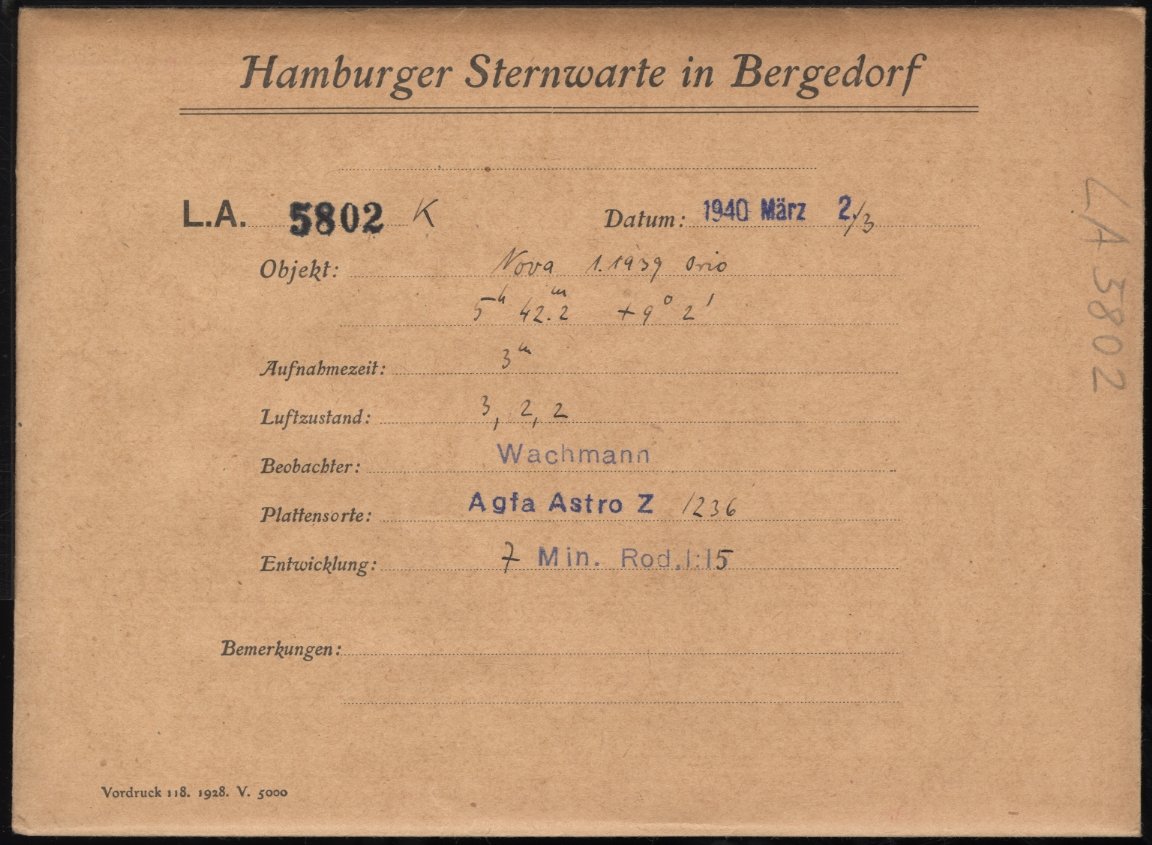 Hamburger Sternwarte in Bergedorf
L.A. 5802 K Datum: 1940 März 2./3
Objekt: Nova 1.1939 Orio
5h 42.m2 +9° 2'
Aufnahmezeit: 3m
Luftzustand: 3, 2, 2
Beobachter: Wachmann
Plattensorte: Agfa Astro Z 1236
Entwicklung: 7 Min. Rod. 1:15
Bemerkungen:
Vordruck 118. 1928. V. 5000
LA 5802